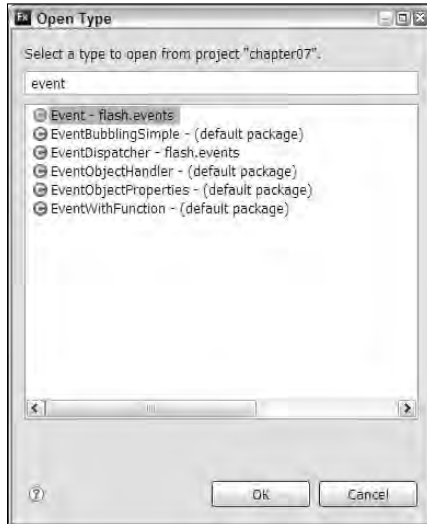 Fx Open Type
Select a type to open from project "chapter07".
event
Event - flash.events
EventBubblingSimple - (default package)
EventDispatcher - flash.events
EventObjectHandler - (default package)
EventObjectProperties - (default package)
EventWithFunction - (default package)
?
OK Cancel